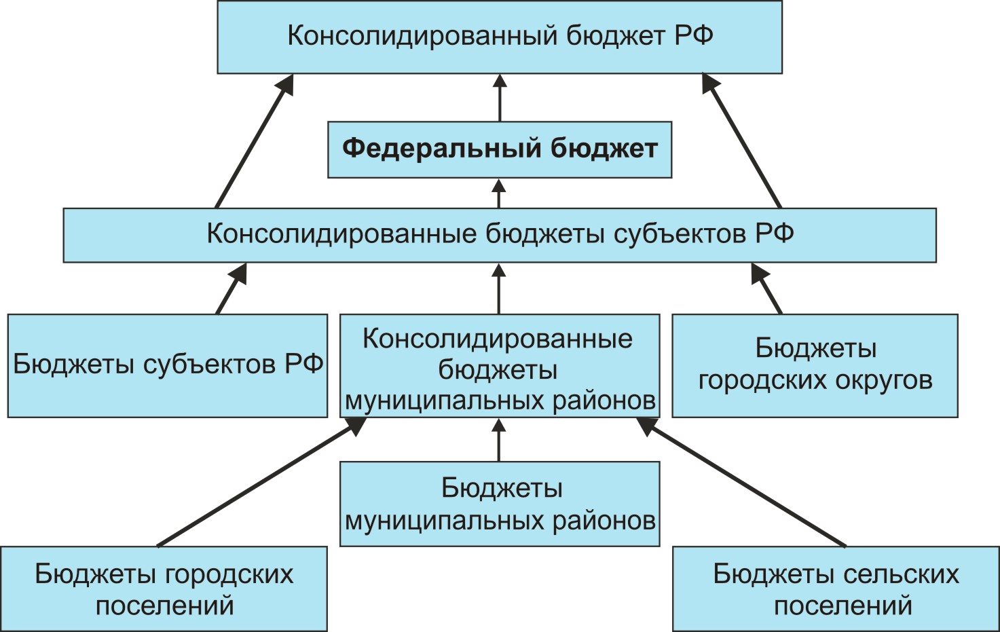 Консолидированный бюджет РФ
Федеральный бюджет
Консолидированные бюджеты субъектов РФ
Бюджеты субъектов РФ
Консолидированные
бюджеты
муниципальных районов
Бюджеты
городских округов
Бюджеты
муниципальных районов
Бюджеты городских
поселений
Бюджеты сельских
поселений